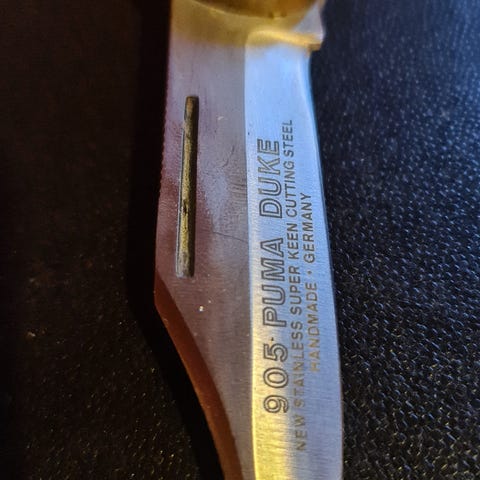 905·PUMA DUKE
NEW STAINLESS SUPER KEEN CUTTING STEEL
HANDMADE · GERMANY